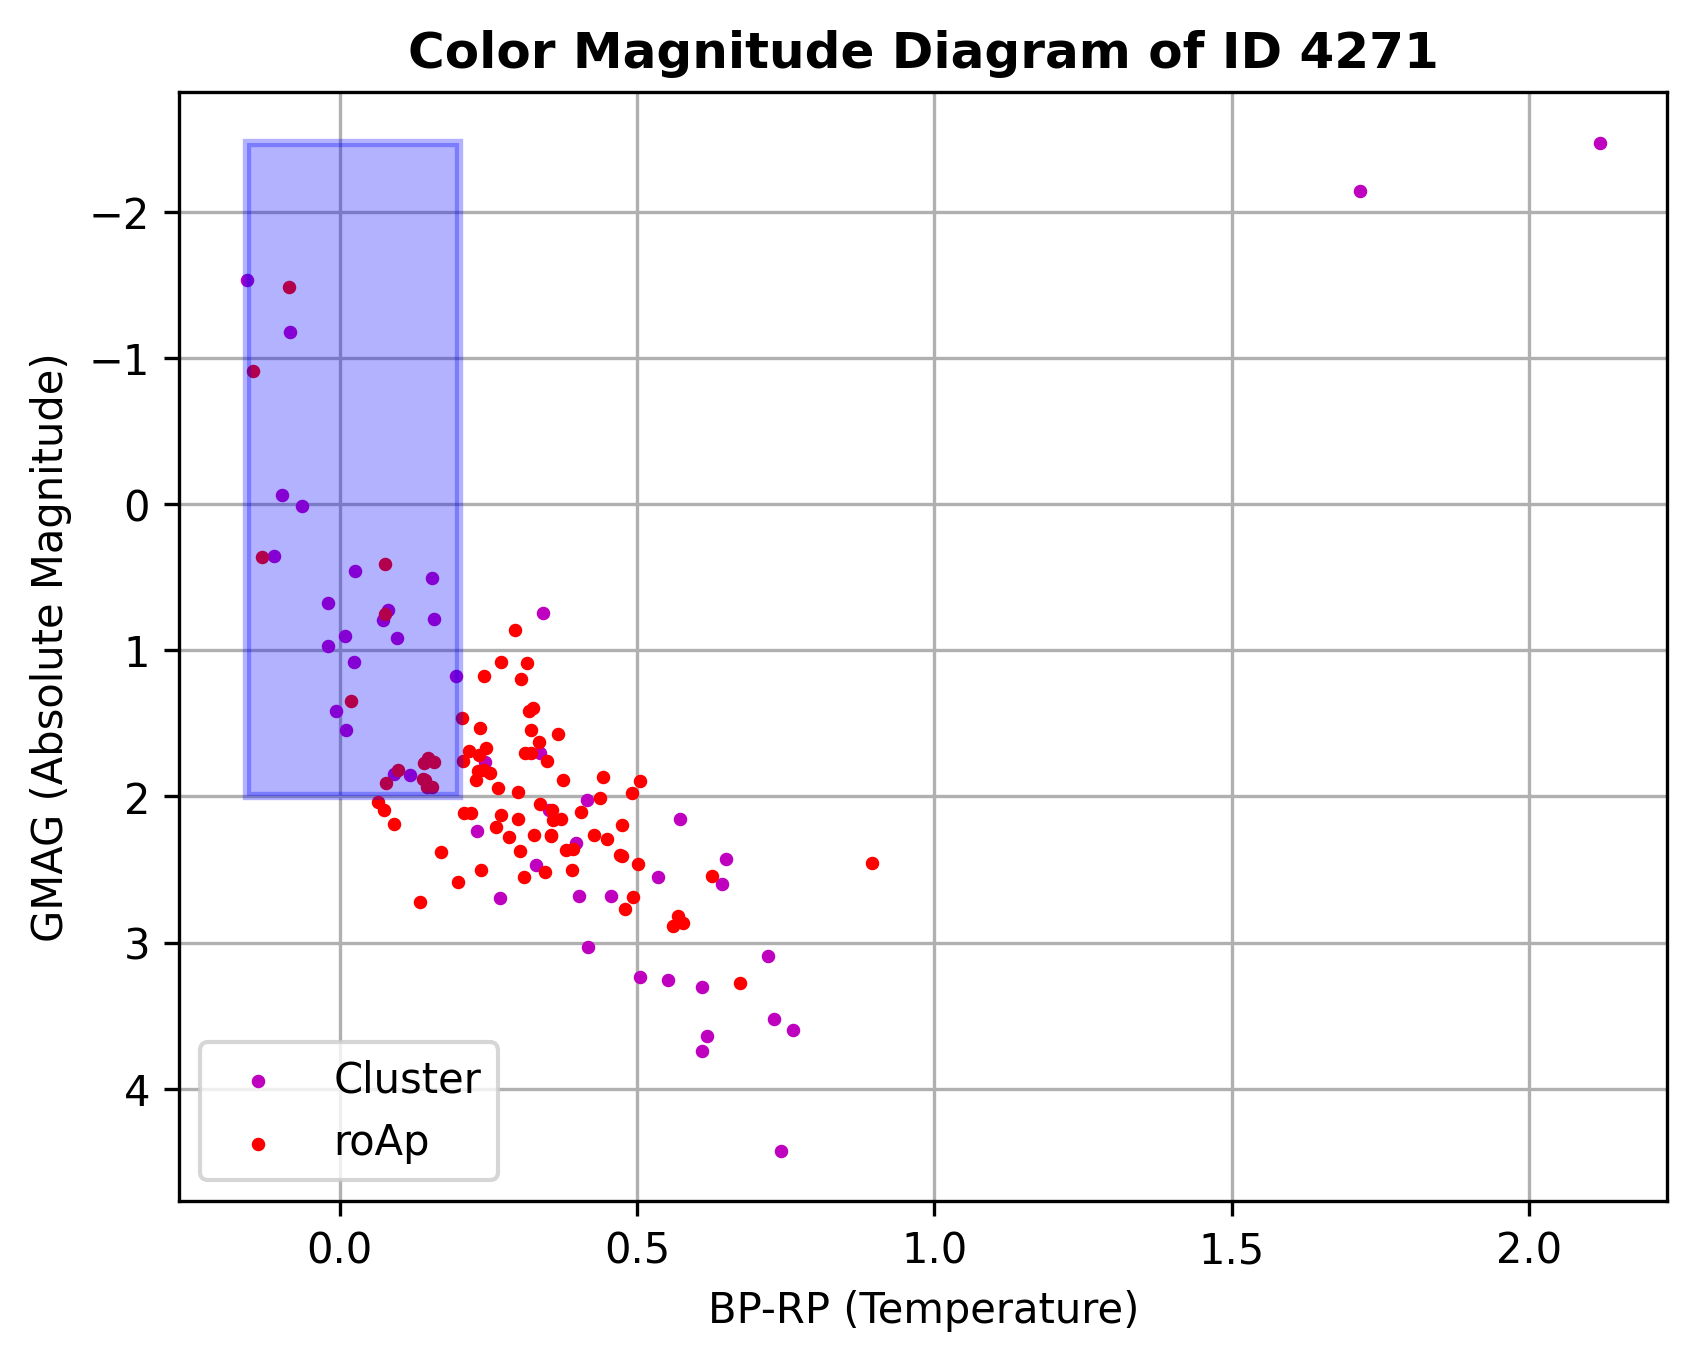 Color Magnitude Diagram of ID 4271
GMAG (Absolute Magnitude)
−2
−1
0
1
2
3
4
Cluster
roAp
0.0 0.5 1.0 1.5 2.0
BP-RP (Temperature)